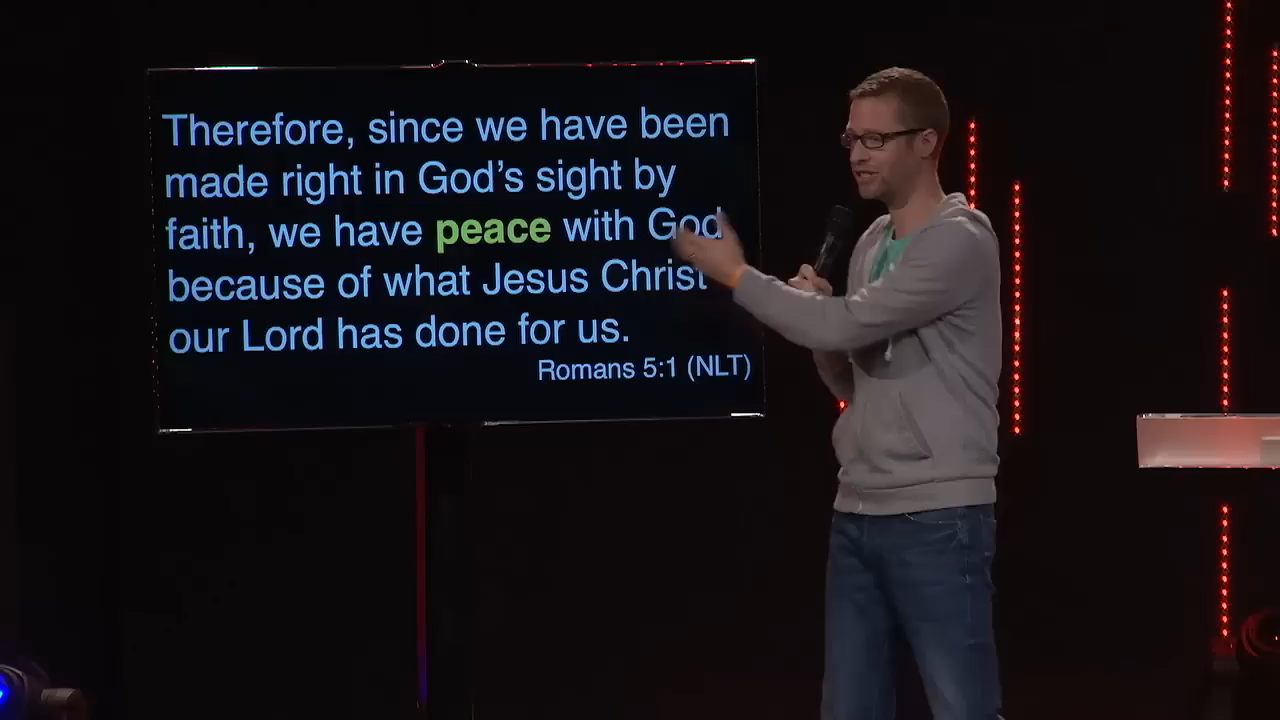 Therefore, since we have been
made right in God's sight by
faith, we have peace with God
because of what Jesus Christ
our Lord has done for us.
Romans 5:1 (NLT)